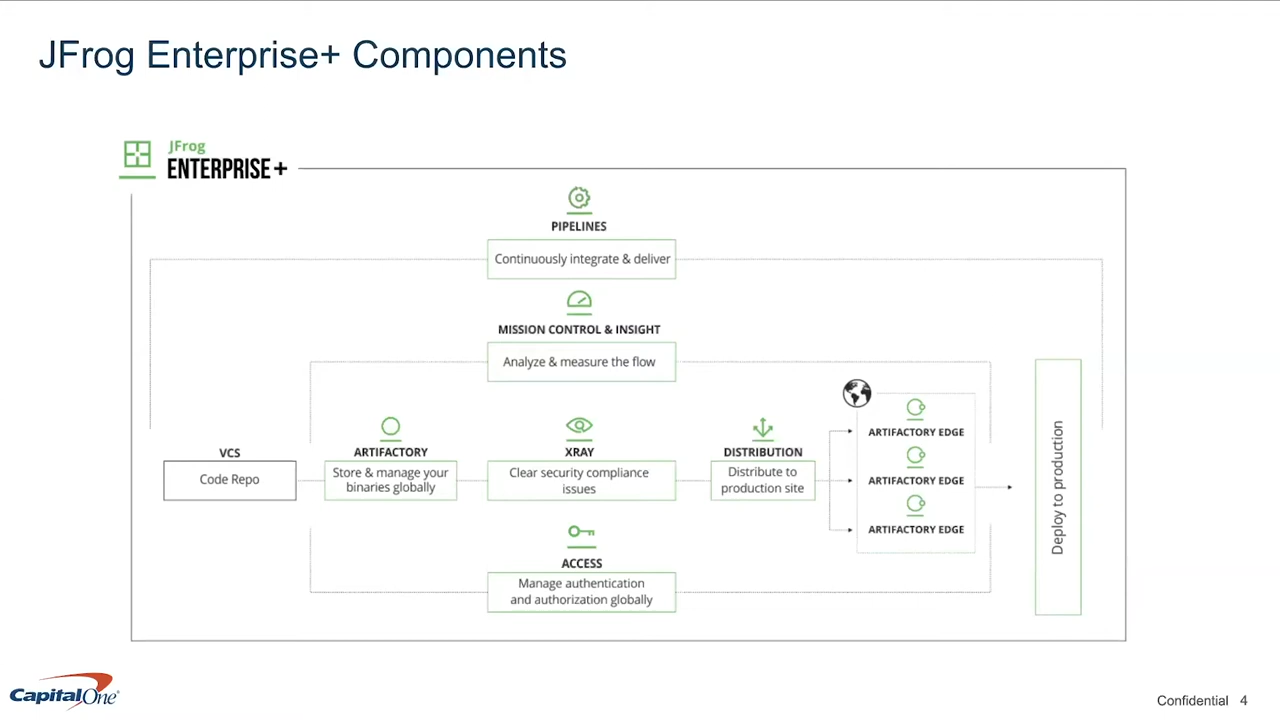 JFrog Enterprise+ Components
JFrog
ENTERPRISE+
PIPELINES
Continuously integrate & deliver
MISSION CONTROL & INSIGHT
Analyze & measure the flow
VCS
Code Repo
ARTIFACTORY
Store & manage your
binaries globally
XRAY
Clear security compliance
issues
DISTRIBUTION
Distribute to
production site
ARTIFACTORY EDGE
ARTIFACTORY EDGE
ARTIFACTORY EDGE
Deploy to production
ACCESS
Manage authentication
and authorization globally
CapitalOne
Confidential 4